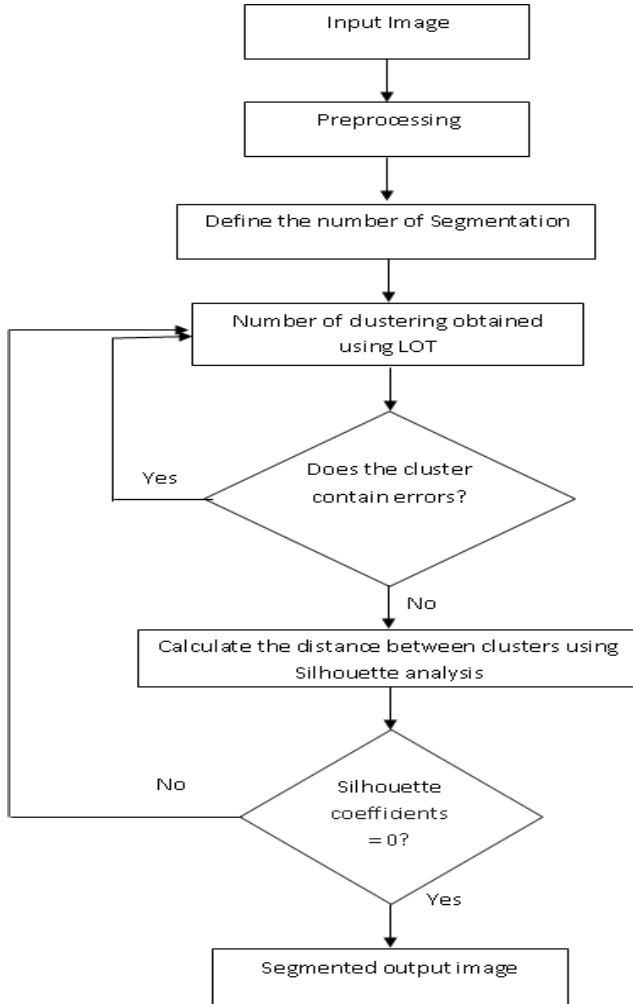 Input Image
Preprocessing
Define the number of Segmentation
Number of clustering obtained
using LOT
Does the cluster
contain errors?
Yes
No
Calculate the distance between clusters using
Silhouette analysis
No
Silhouette
coefficients
= 0?
Yes
Segmented output image